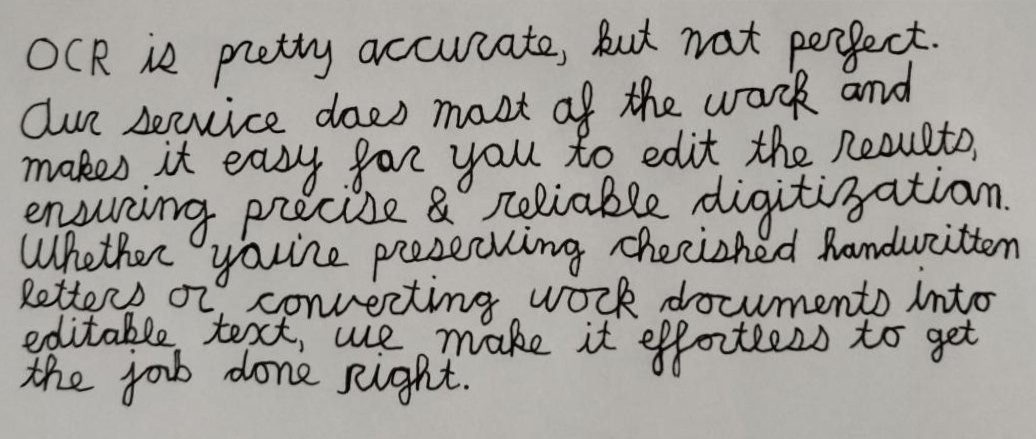 OCR is pretty accurate, but not perfect.
Our service does most of the work and
makes it easy for you to edit the results,
ensuring precise & reliable digitization.
Whether you're preserving cherished handwritten
letters or converting work documents into
editable text, we make it effortless to get
the job done right.